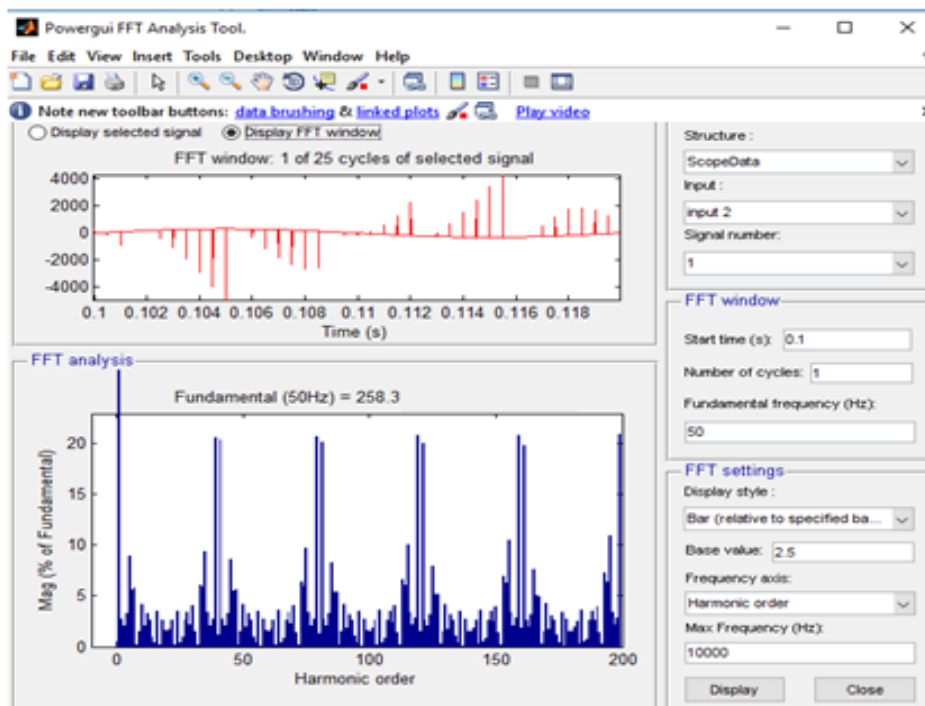 Powergui FFT Analysis Tool.
File Edit View Insert Tools Desktop Window Help
Note new toolbar buttons: data brushing & linked plots Play video
Display selected signal Display FFT window
FFT window: 1 of 25 cycles of selected signal
4000
2000
0
-2000
-4000
0.1 0.102 0.104 0.106 0.108 0.11 0.112 0.114 0.116 0.118
Time (s)
FFT analysis
Fundamental (50Hz) = 258.3
20
15
10
5
0
Mag (% of Fundamental)
0 50 100 150 200
Harmonic order
Structure :
ScopeData
Input :
input 2
Signal number:
1
FFT window
Start time (s): 0.1
Number of cycles: 1
Fundamental frequency (Hz):
50
FFT settings
Display style :
Bar (relative to specified ba...
Base value: 2.5
Frequency axis:
Harmonic order
Max Frequency (Hz):
10000
Display Close